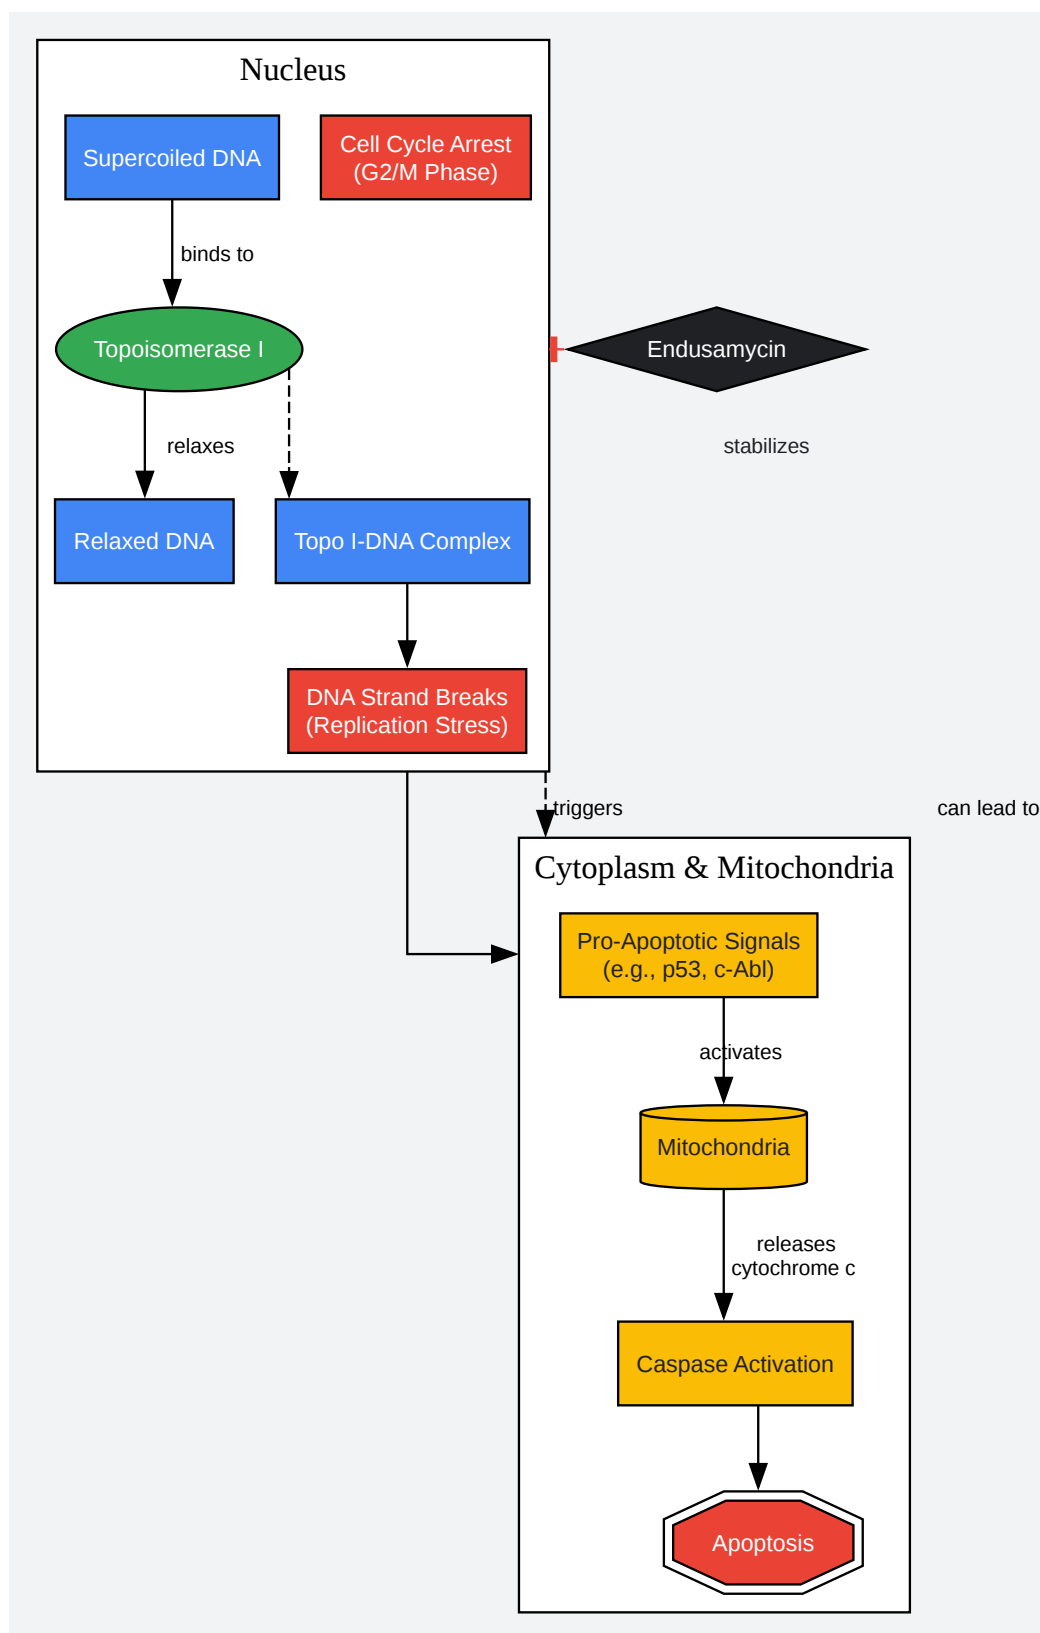 Nucleus
Supercoiled DNA
Cell Cycle Arrest
(G2/M Phase)
binds to
Topoisomerase I
Endusamycin
relaxes
stabilizes
Relaxed DNA
Topo I-DNA Complex
DNA Strand Breaks
(Replication Stress)
triggers
can lead to
Cytoplasm & Mitochondria
Pro-Apoptotic Signals
(e.g., p53, c-Abl)
activates
Mitochondria
releases
cytochrome c
Caspase Activation
Apoptosis